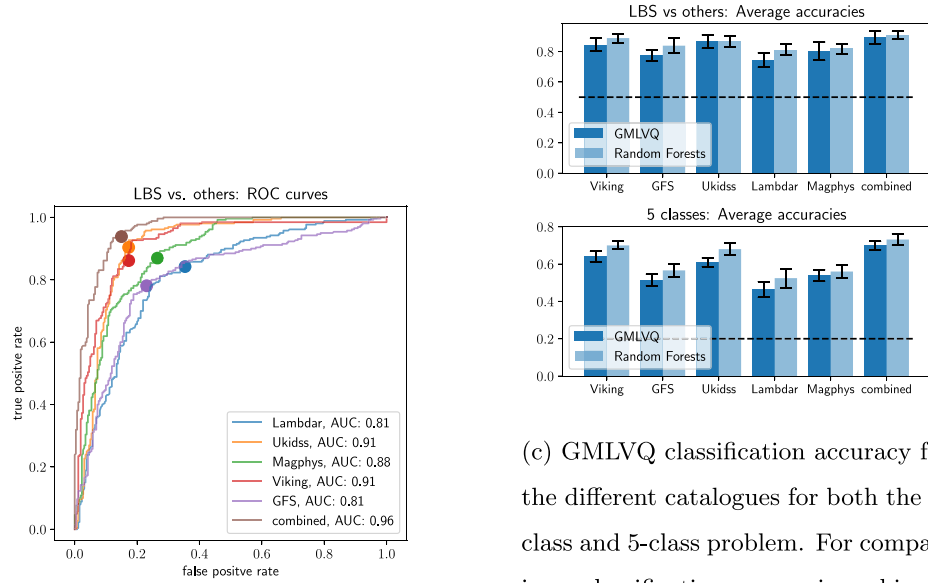 LBS vs. others: ROC curves
1.0
0.8
0.6
0.4
0.2
0.0
true positve rate
0.0 0.2 0.4 0.6 0.8 1.0
false positve rate
Lambdar, AUC: 0.81
Ukidss, AUC: 0.91
Magphys, AUC: 0.88
Viking, AUC: 0.91
GFS, AUC: 0.81
combined, AUC: 0.96
LBS vs others: Average accuracies
0.8
0.6
0.4
0.2
0.0
GMLVQ
Random Forests
Viking GFS Ukidss Lambdar Magphys combined
5 classes: Average accuracies
0.8
0.6
0.4
0.2
0.0
GMLVQ
Random Forests
Viking GFS Ukidss Lambdar Magphys combined
(c) GMLVQ classification accuracy f
the different catalogues for both the
class and 5-class problem. For compa